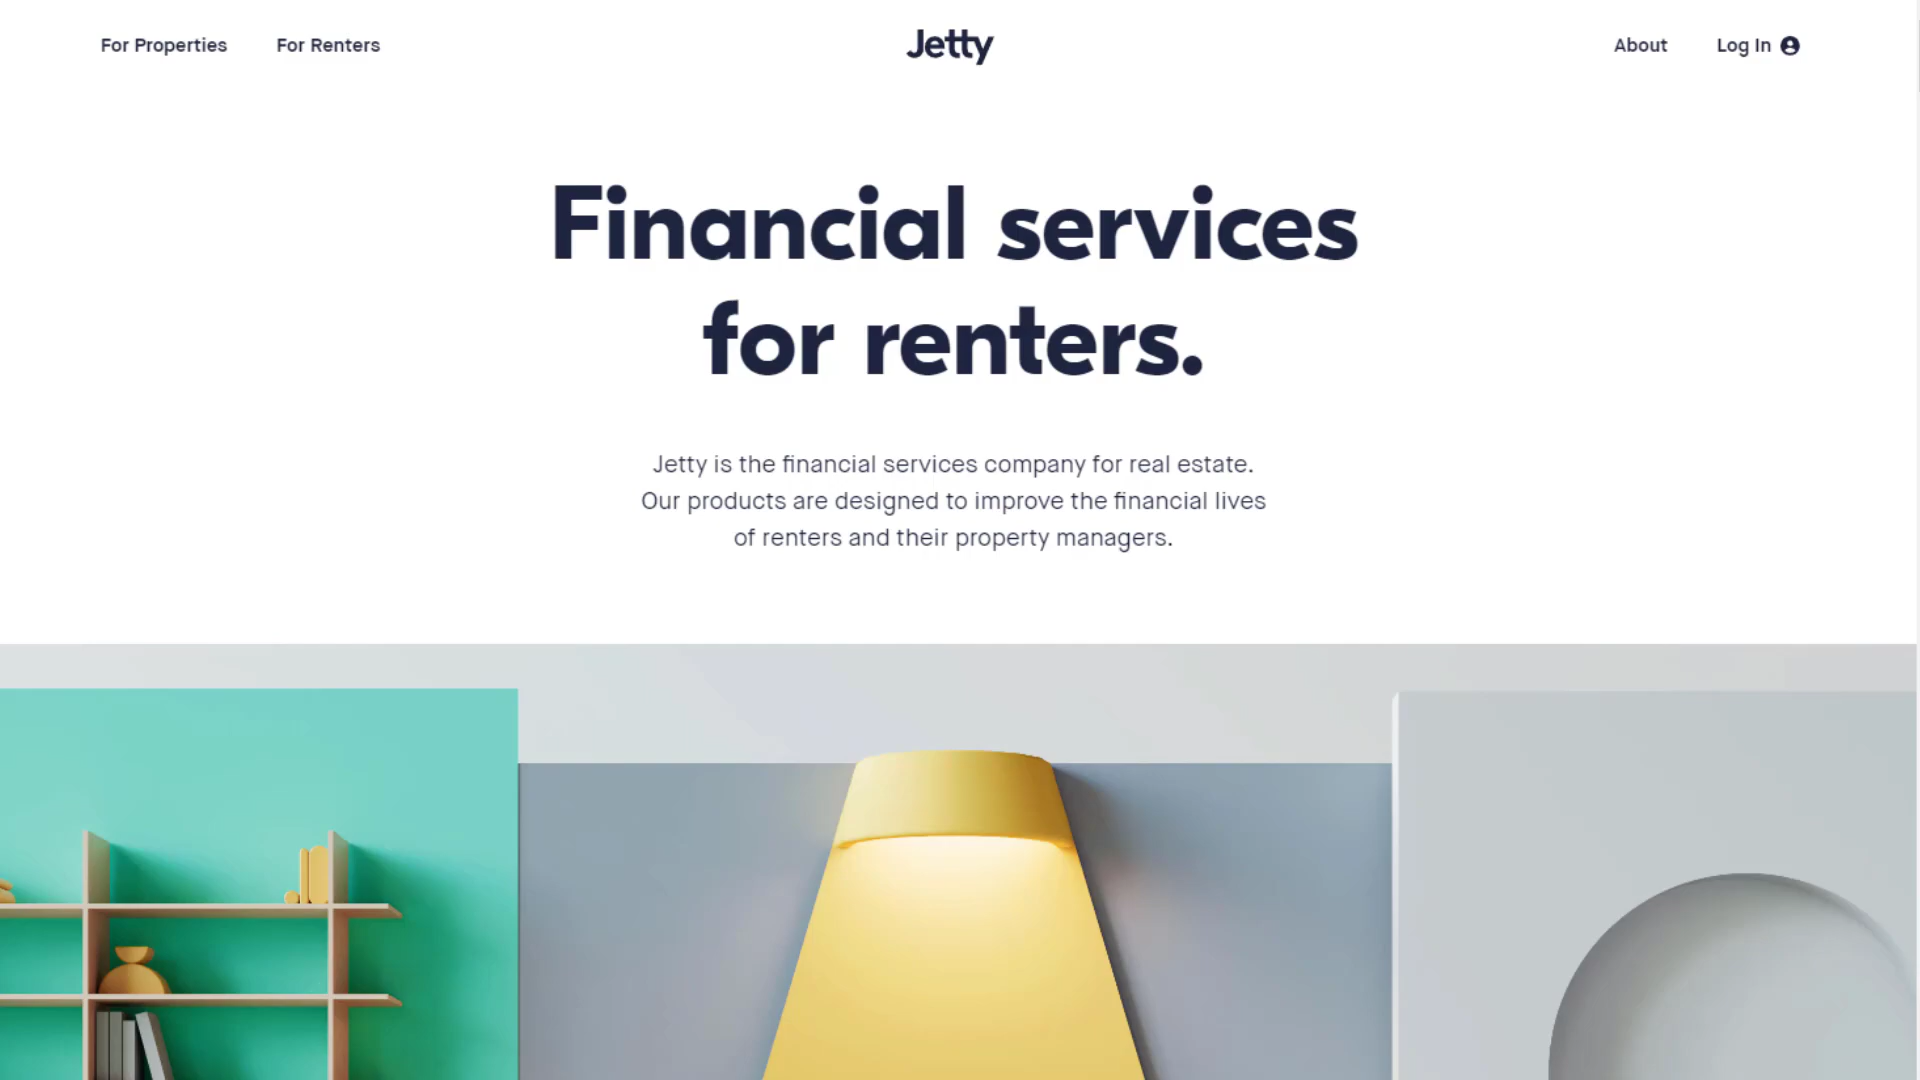 For Properties
For Renters
Jetty
About
Log In
Financial services
for renters.
Jetty is the financial services company for real estate.
Our products are designed to improve the financial lives
of renters and their property managers.